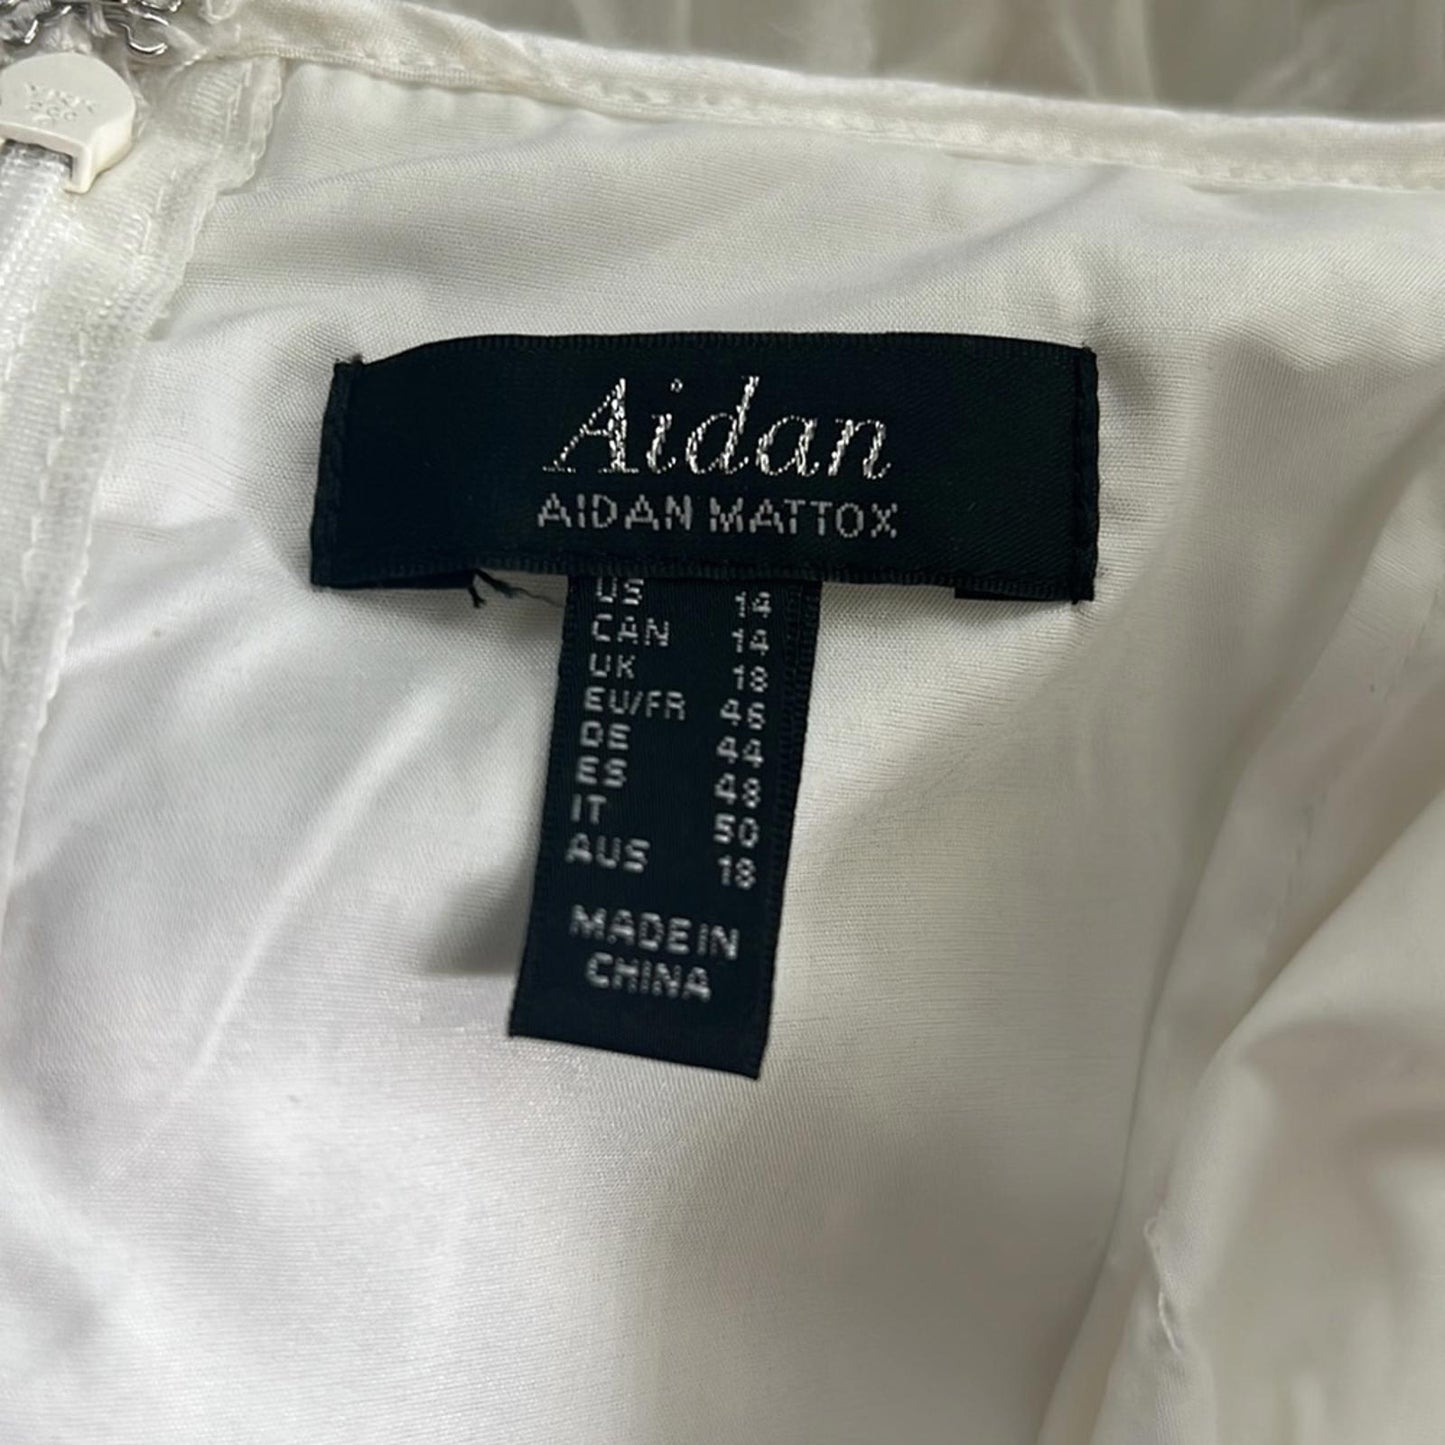 Aidan
AIDAN MATTOX
US 14
CAN 14
UK 18
EU/FR 46
DE 44
ES 48
IT 50
AUS 18
MADE IN
CHINA